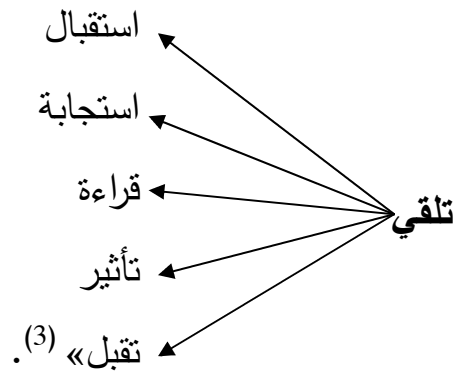 استقبال
استجابة
قراءة
تلقي
تأثير
تقبل» (3).